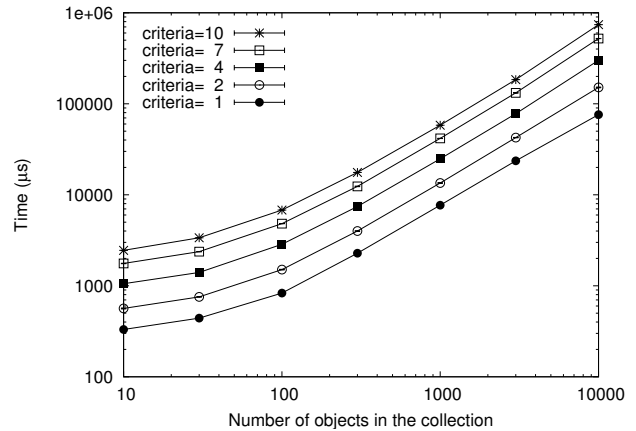 1e+06
100000
10000
1000
100
Time (µs)
criteria=10
criteria= 7
criteria= 4
criteria= 2
criteria= 1
10 100 1000 10000
Number of objects in the collection